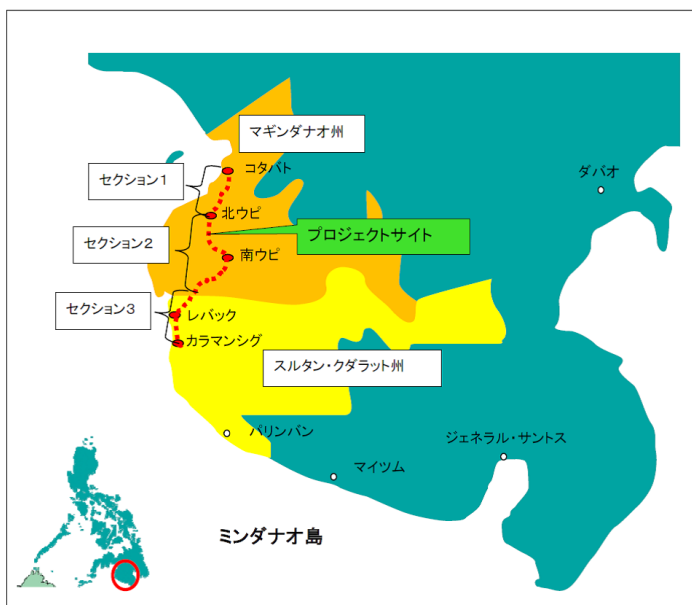 マギンダナオ州
コタバト
セクション１
ダバオ
北ウピ
プロジェクトサイト
セクション２
南ウピ
セクション３
レバック
カラマンシグ
スルタン・クダラット州
パリンバン
ジェネラル・サントス
マイツム
ミンダナオ島